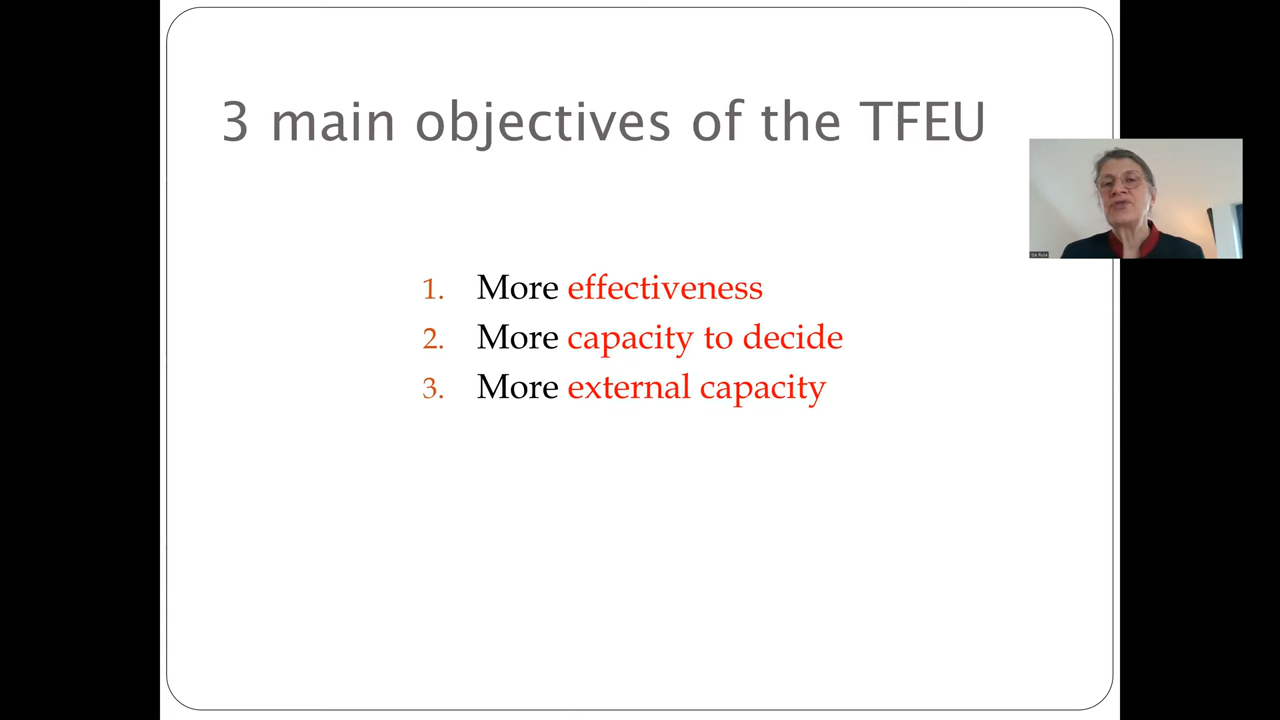 3 main objectives of the TFEU
1. More effectiveness
2. More capacity to decide
3. More external capacity